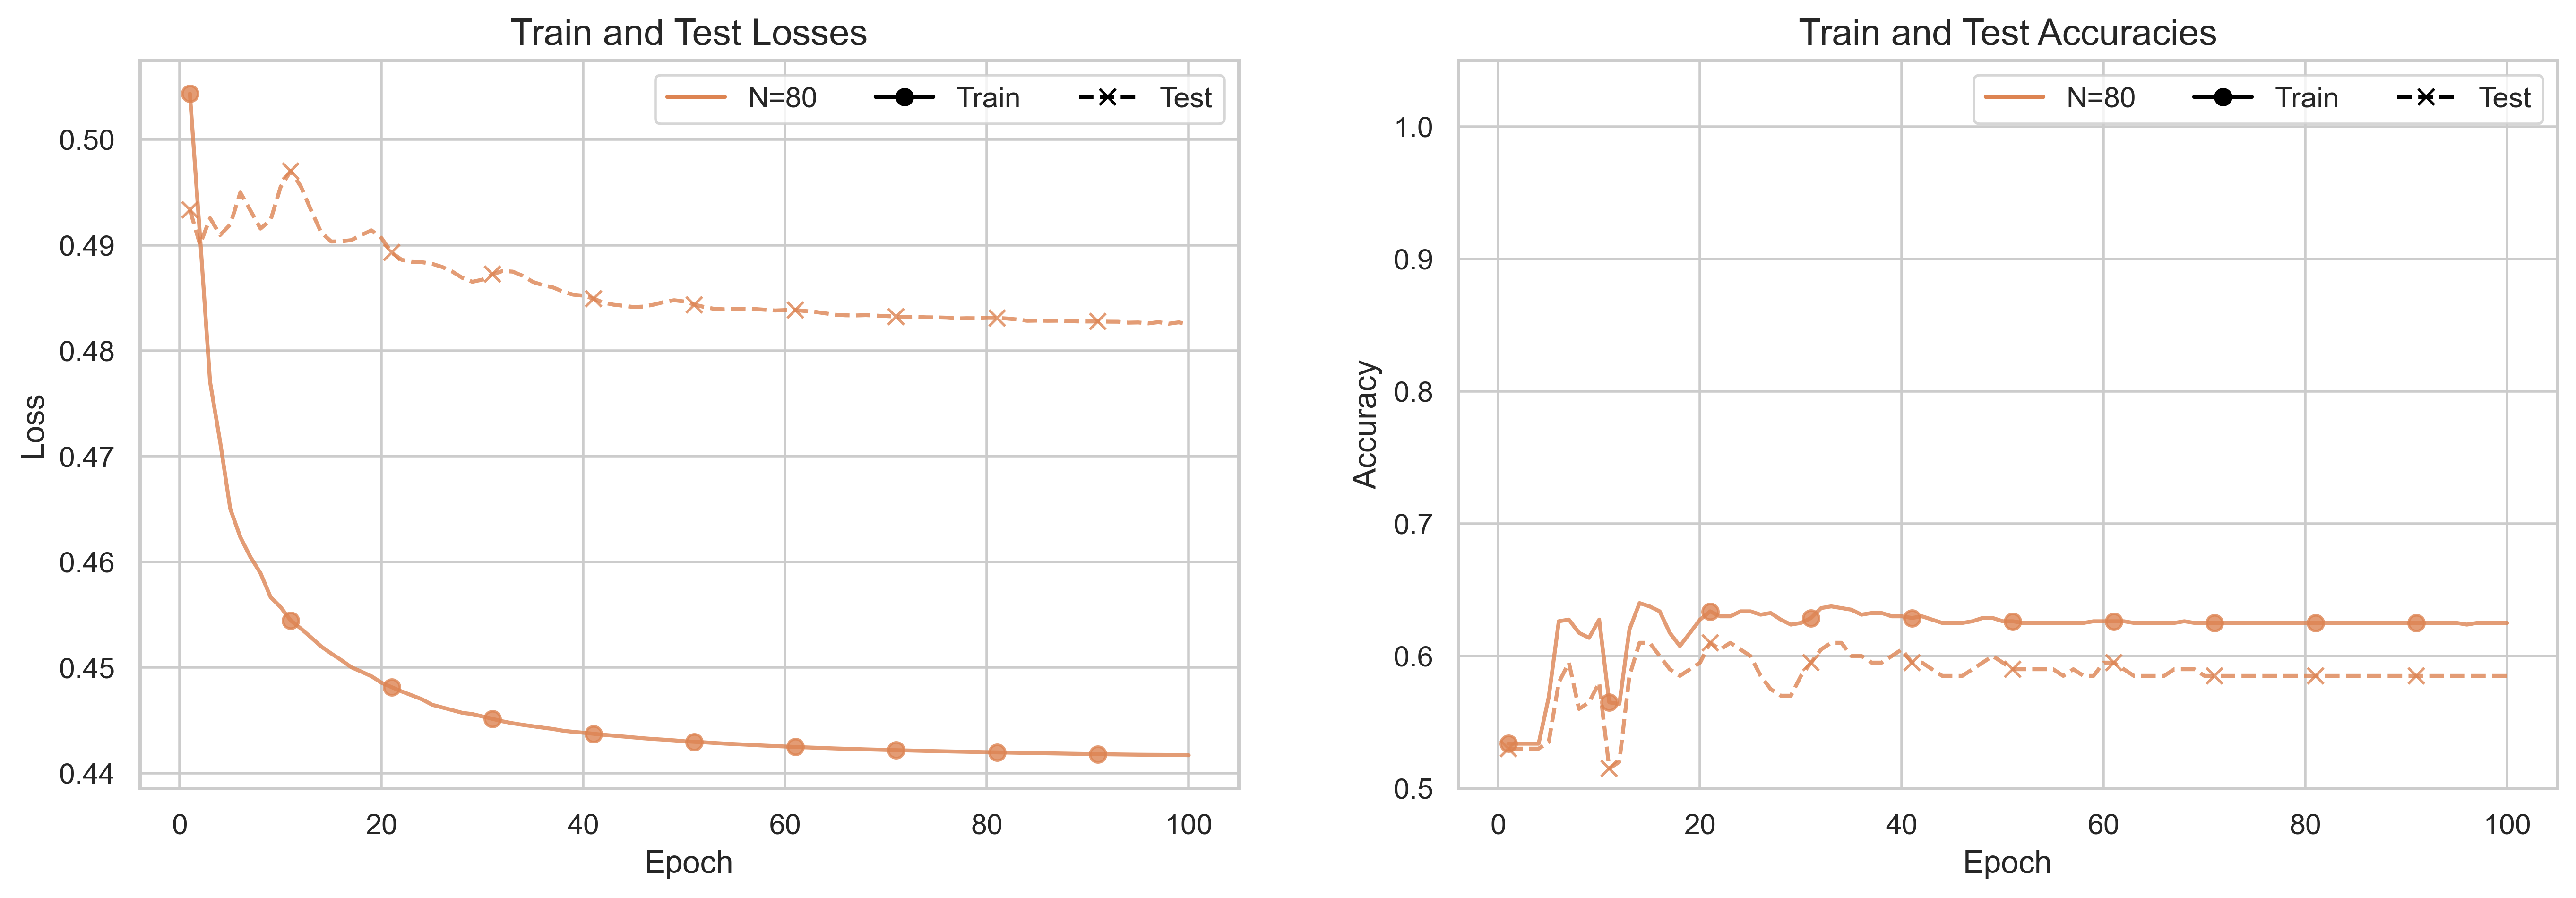 Train and Test Losses
N=80 Train Test
0.50
0.49
0.48
0.47
0.46
0.45
0.44
Loss
0 20 40 60 80 100
Epoch
Train and Test Accuracies
N=80 Train Test
1.0
0.9
0.8
0.7
0.6
0.5
Accuracy
0 20 40 60 80 100
Epoch